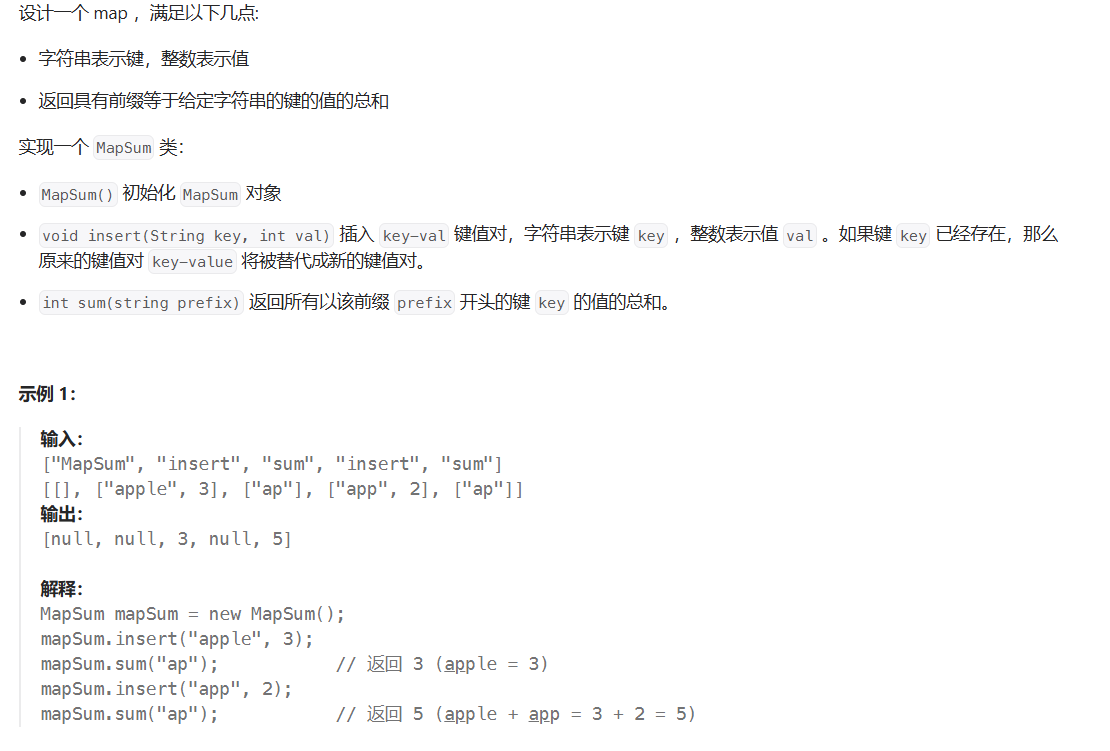 设计一个 map ，满足以下几点:
• 字符串表示键，整数表示值
• 返回具有前缀等于给定字符串的键的值的总和
实现一个 MapSum 类：
• MapSum() 初始化 MapSum 对象
• void insert(String key, int val) 插入 key-val 键值对，字符串表示键 key ，整数表示值 val 。如果键 key 已经存在，那么
原来的键值对 key-value 将被替代成新的键值对。
• int sum(string prefix) 返回所有以该前缀 prefix 开头的键 key 的值的总和。
示例 1：
输入：
["MapSum", "insert", "sum", "insert", "sum"]
[[], ["apple", 3], ["ap"], ["app", 2], ["ap"]]
输出：
[null, null, 3, null, 5]
解释：
MapSum mapSum = new MapSum();
mapSum.insert("apple", 3);
mapSum.sum("ap");           // 返回 3 (apple = 3)
mapSum.insert("app", 2);
mapSum.sum("ap");           // 返回 5 (apple + app = 3 + 2 = 5)